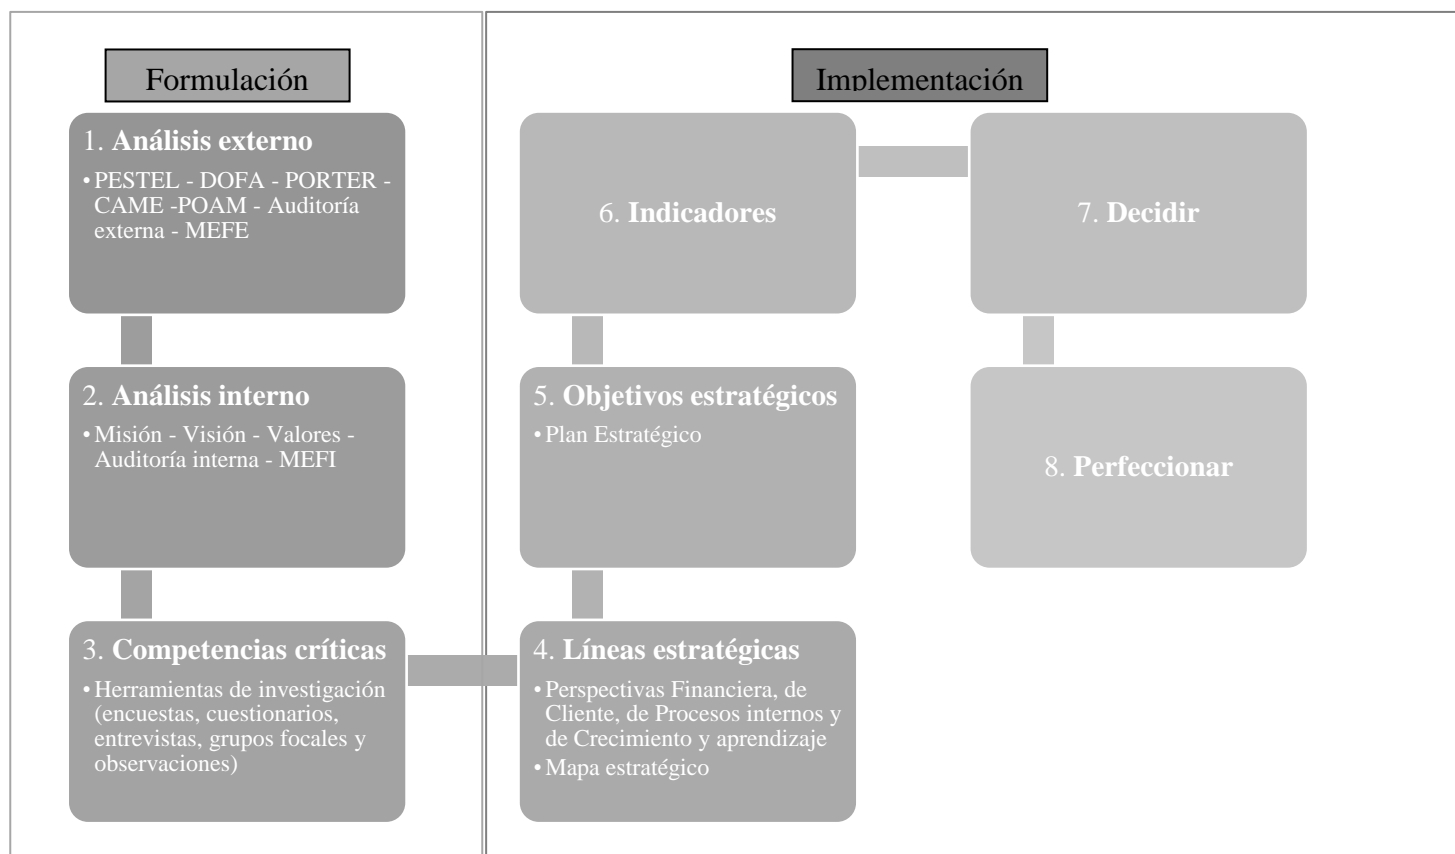 Formulación
1. Análisis externo
• PESTEL - DOFA - PORTER -
CAME -POAM - Auditoría
externa - MEFE
2. Análisis interno
• Misión - Visión - Valores -
Auditoría interna - MEFI
3. Competencias críticas
• Herramientas de investigación
(encuestas, cuestionarios,
entrevistas, grupos focales y
observaciones)
Implementación
4. Líneas estratégicas
• Perspectivas Financiera, de
Cliente, de Procesos internos y
de Crecimiento y aprendizaje
• Mapa estratégico
5. Objetivos estratégicos
• Plan Estratégico
6. Indicadores
7. Decidir
8. Perfeccionar